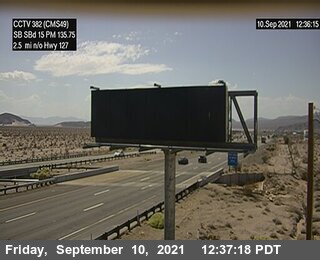 CCTV 382 (CMS49)
SB SBd 15 PM 135.75
2.5 mi n/o Hwy 127
10.Sep 2021 12:36:15
Friday, September 10, 2021 12:37:18 PDT